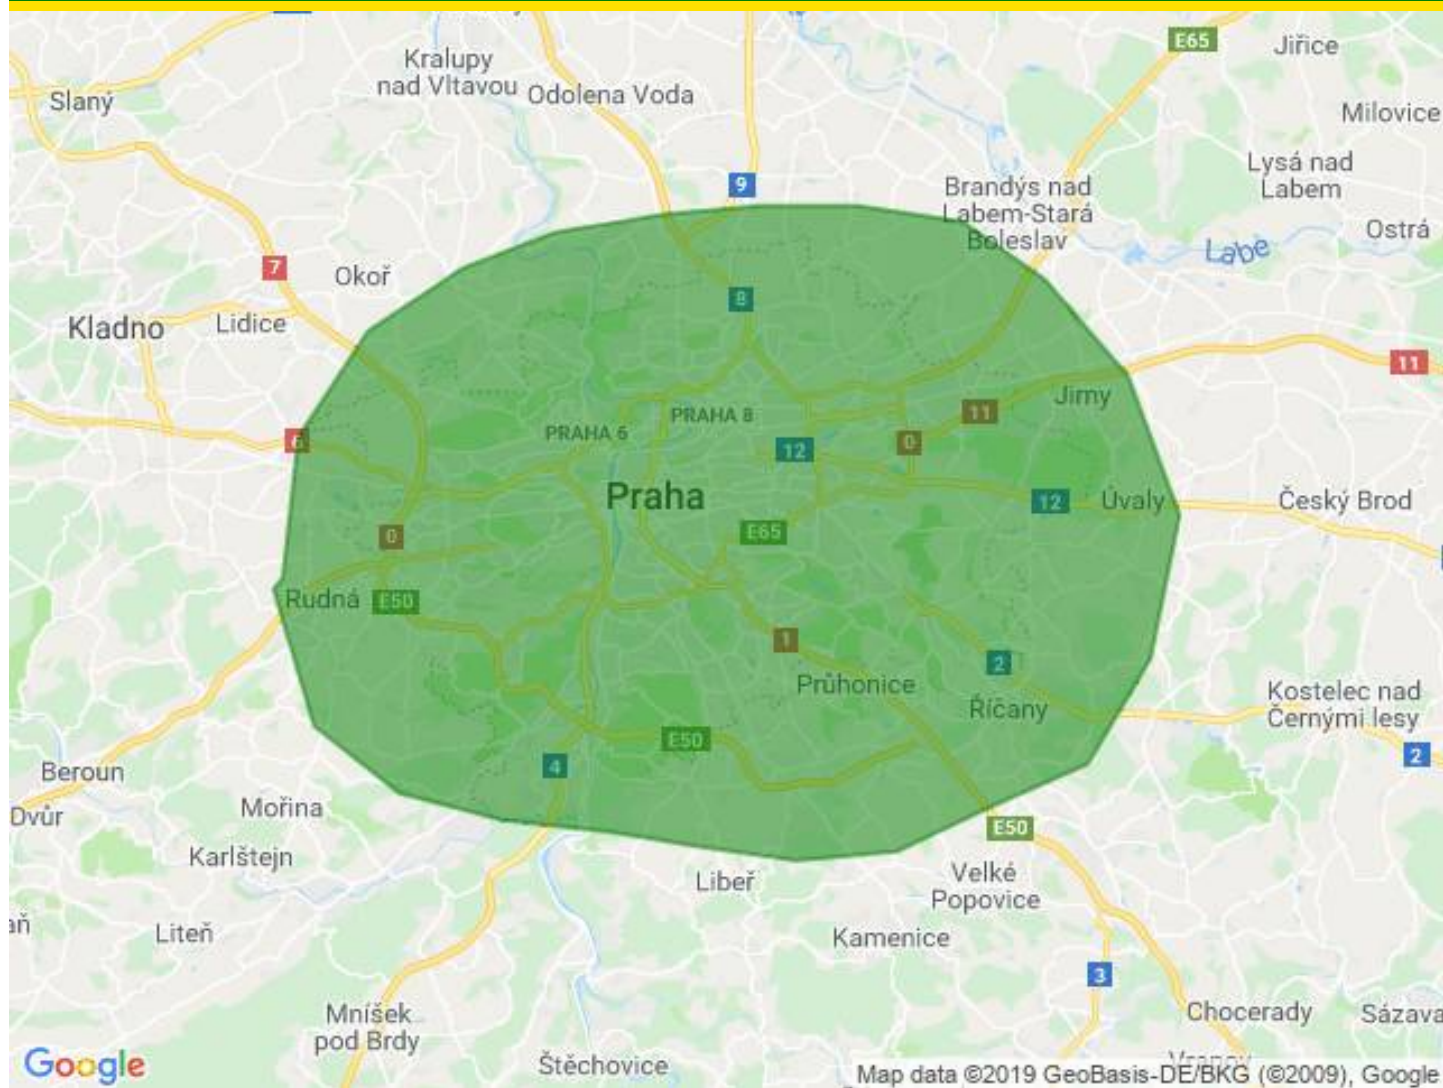 E65
Jiřice
Kralupy
nad Vltavou
Odolena Voda
Slaný
Milovice
Lysá nad
Labem
9
Brandýs nad
Labem-Stará
Boleslav
Ostrá
Labe
7
Okoř
8
Kladno
Lidice
11
Jirny
11
PRAHA 8
PRAHA 6
6
0
12
Praha
12
Úvaly
Český Brod
E65
0
Rudná
E50
1
2
Průhonice
Říčany
Kostelec nad
Černými lesy
E50
2
4
Beroun
Mořina
Dvůr
E50
Karlštejn
Libeř
Velké
Popovice
Liteň
Kamenice
3
Mníšek
pod Brdy
Chocerady
Sázava
Google
Štěchovice
Map data ©2019 GeoBasis-DE/BKG (©2009), Google